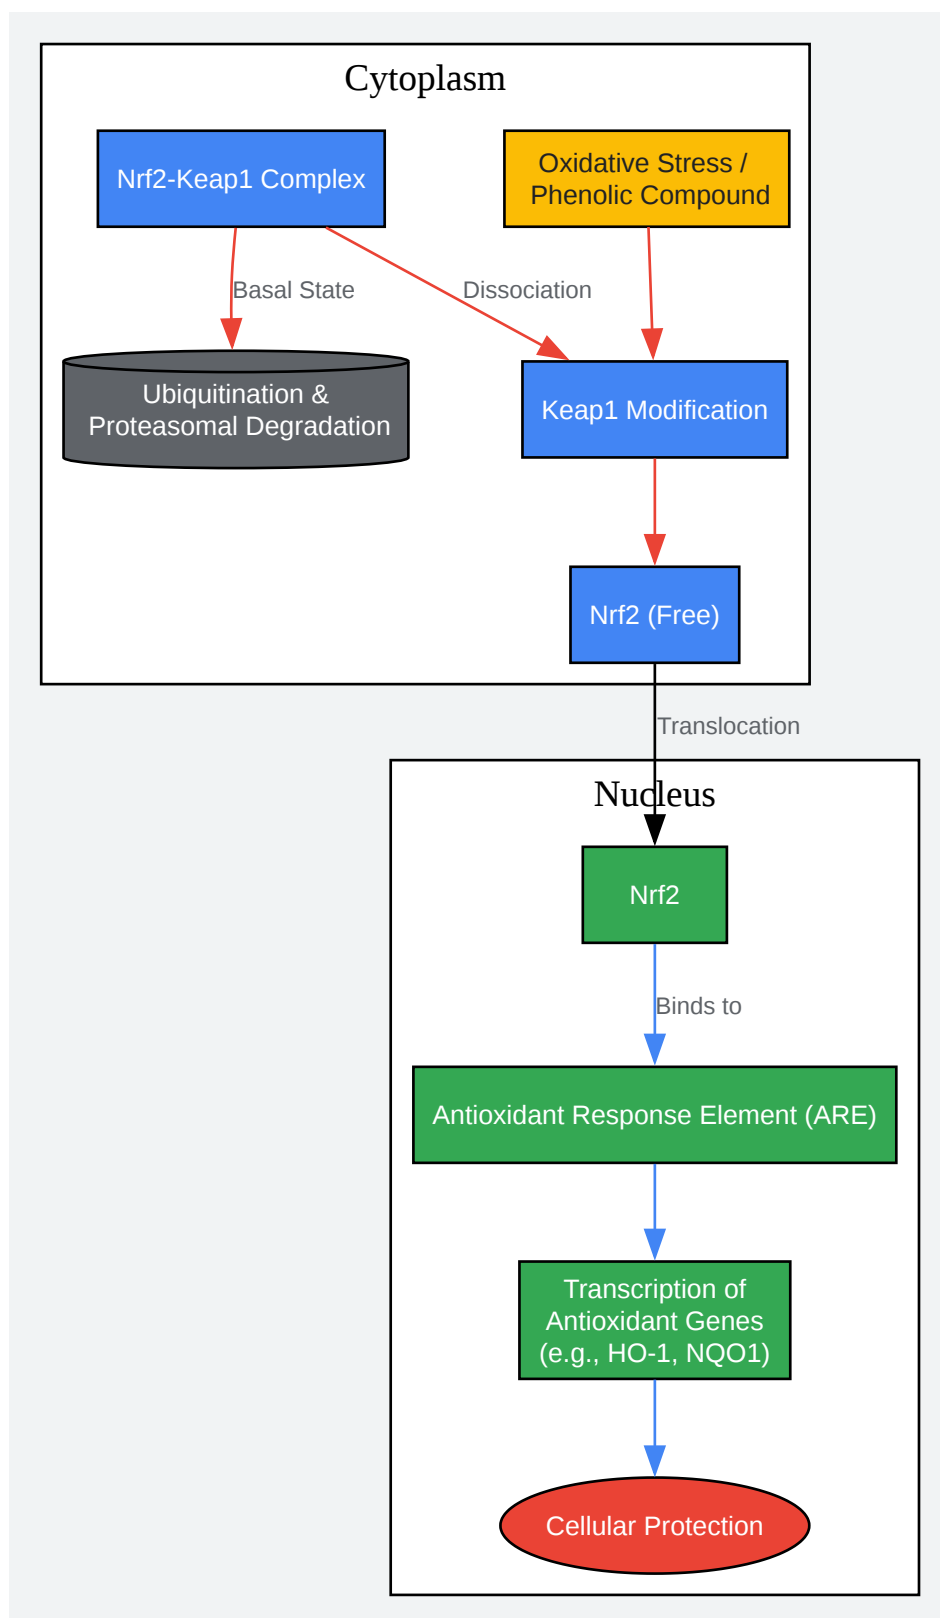 Cytoplasm
Nrf2-Keap1 Complex
Oxidative Stress /
Phenolic Compound
Basal State
Dissociation
Ubiquitination &
Proteasomal Degradation
Keap1 Modification
Nrf2 (Free)
Translocation
Nucleus
Nrf2
Binds to
Antioxidant Response Element (ARE)
Transcription of
Antioxidant Genes
(e.g., HO-1, NQO1)
Cellular Protection